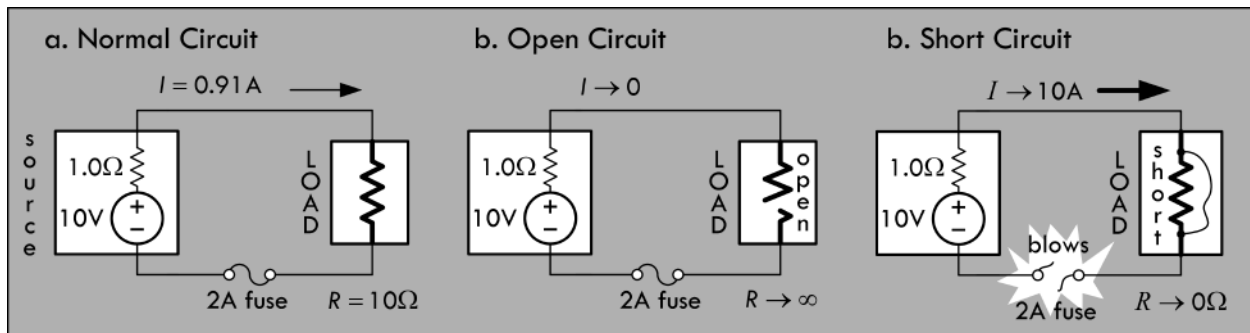 a. Normal Circuit
I = 0.91A
source
1.0Ω
10V
+
−
LOAD
2A fuse
R = 10Ω
b. Open Circuit
I → 0
1.0Ω
10V
+
−
LOAD
open
2A fuse
R → ∞
b. Short Circuit
I → 10A
1.0Ω
10V
+
−
LOAD
short
blows
2A fuse
R → 0Ω